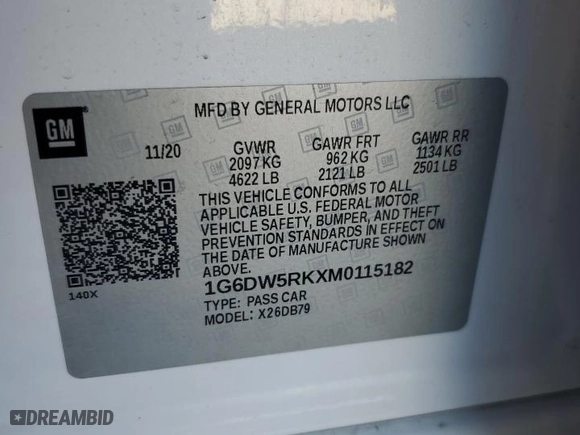 MFD BY GENERAL MOTORS LLC
GM
11/20 GVWR GAWR FRT GAWR RR
2097 KG 962 KG 1134 KG
4622 LB 2121 LB 2501 LB
THIS VEHICLE CONFORMS TO ALL
APPLICABLE U.S. FEDERAL MOTOR
VEHICLE SAFETY, BUMPER, AND THEFT
PREVENTION STANDARDS IN EFFECT ON
THE DATE OF MANUFACTURE SHOWN
ABOVE.
1G6DW5RKXM0115182
140X
TYPE: PASS CAR
MODEL: X26DB79
DREAMBID